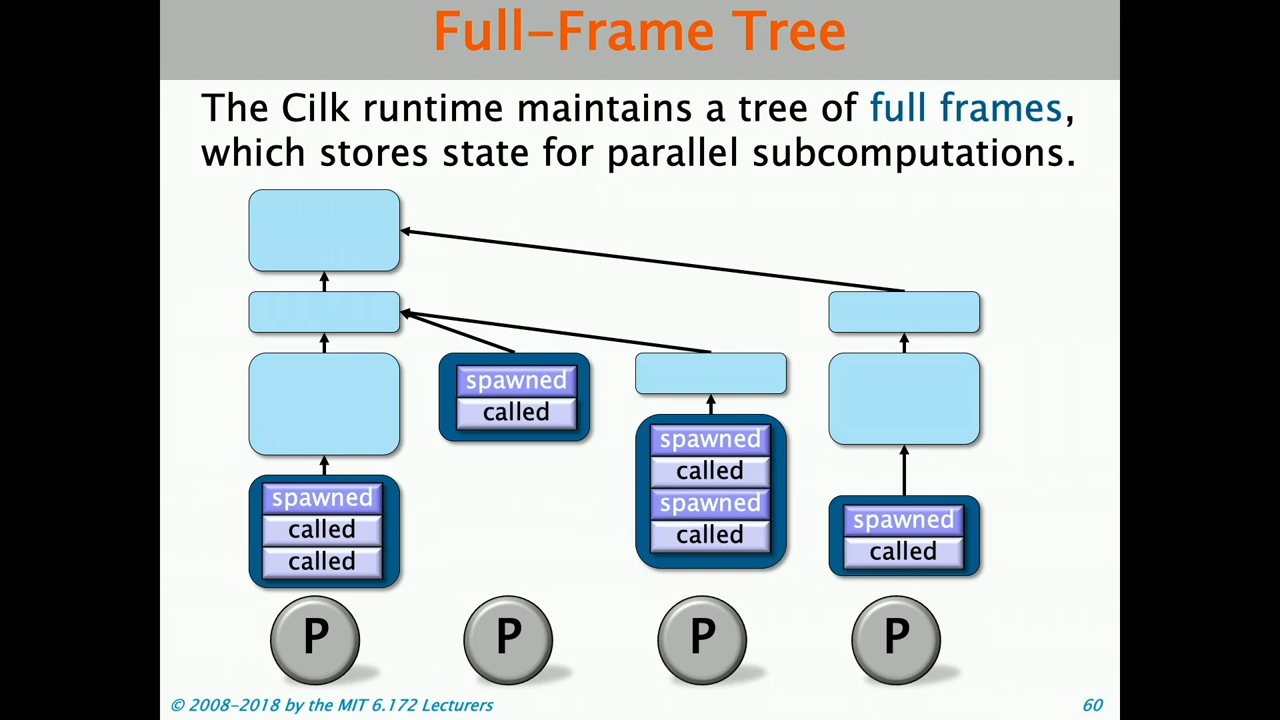 Full-Frame Tree
The Cilk runtime maintains a tree of full frames,
which stores state for parallel subcomputations.
spawned
called
called
spawned
called
spawned
called
spawned
called
spawned
called
P
P
P
P
© 2008-2018 by the MIT 6.172 Lecturers
60